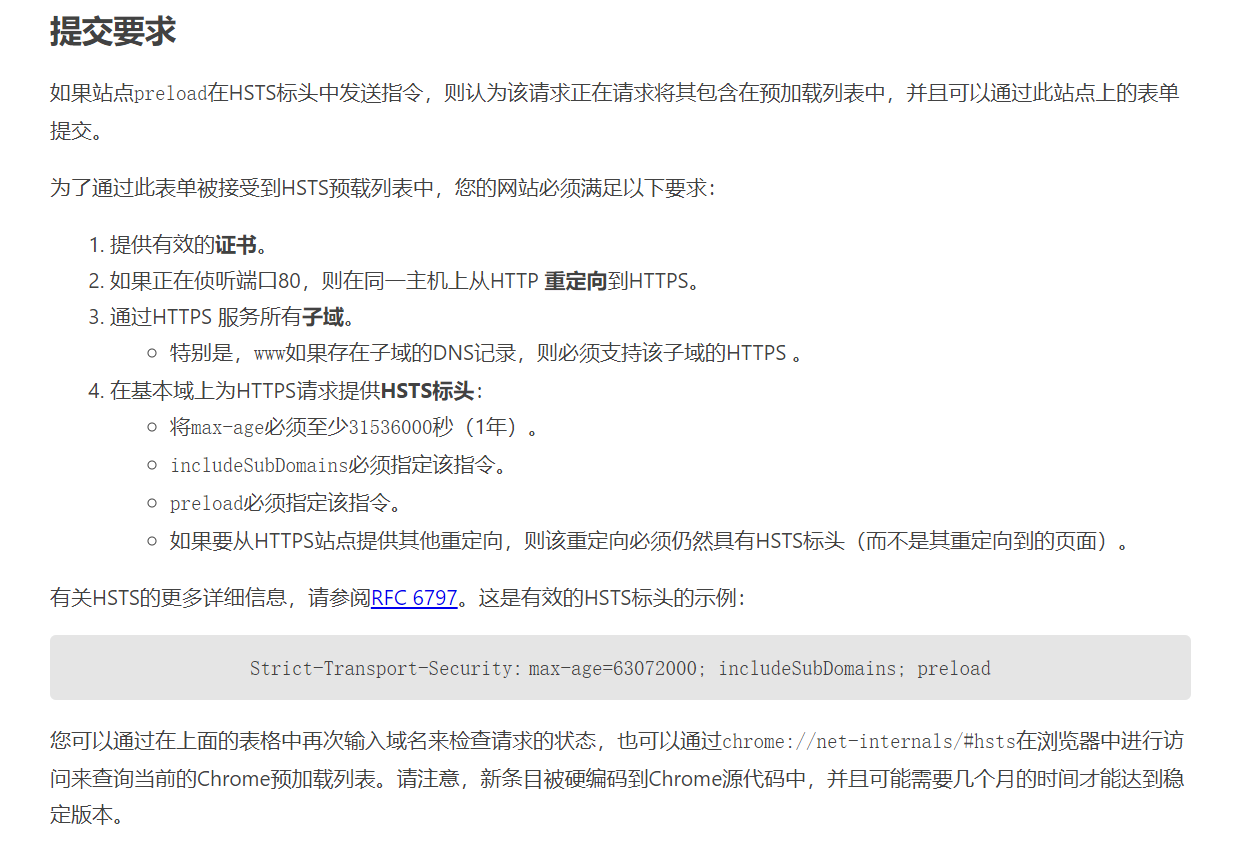 提交要求
如果站点preload在HSTS标头中发送指令，则认为该请求正在请求将其包含在预加载列表中，并且可以通过此站点上的表单
提交。
为了通过此表单被接受到HSTS预载列表中，您的网站必须满足以下要求：
1. 提供有效的证书。
2. 如果正在侦听端口80，则在同一主机上从HTTP 重定向到HTTPS。
3. 通过HTTPS 服务所有子域。
○ 特别是，www如果存在子域的DNS记录，则必须支持该子域的HTTPS 。
4. 在基本域上为HTTPS请求提供HSTS标头：
○ 将max-age必须至少31536000秒（1年）。
○ includeSubDomains必须指定该指令。
○ preload必须指定该指令。
○ 如果要从HTTPS站点提供其他重定向，则该重定向必须仍然具有HSTS标头（而不是其重定向到的页面）。
有关HSTS的更多详细信息，请参阅RFC 6797。这是有效的HSTS标头的示例：
Strict-Transport-Security: max-age=63072000; includeSubDomains; preload
您可以通过在上面的表格中再次输入域名来检查请求的状态，也可以通过chrome://net-internals/#hsts在浏览器中进行访
问来查询当前的Chrome预加载列表。请注意，新条目被硬编码到Chrome源代码中，并且可能需要几个月的时间才能达到稳
定版本。